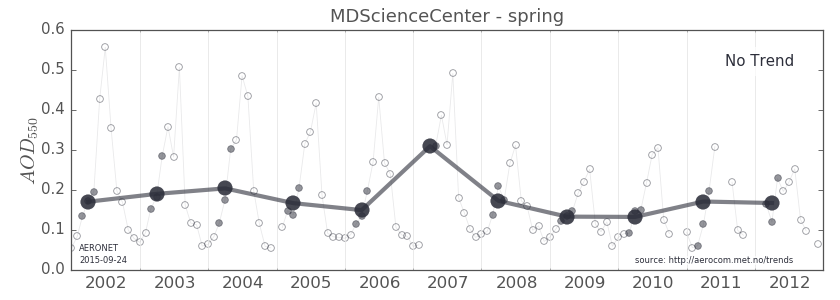 MDScienceCenter - spring
No Trend
AOD550
0.6
0.5
0.4
0.3
0.2
0.1
0.0
AERONET
2015-09-24
source: http://aerocom.met.no/trends
2002 2003 2004 2005 2006 2007 2008 2009 2010 2011 2012